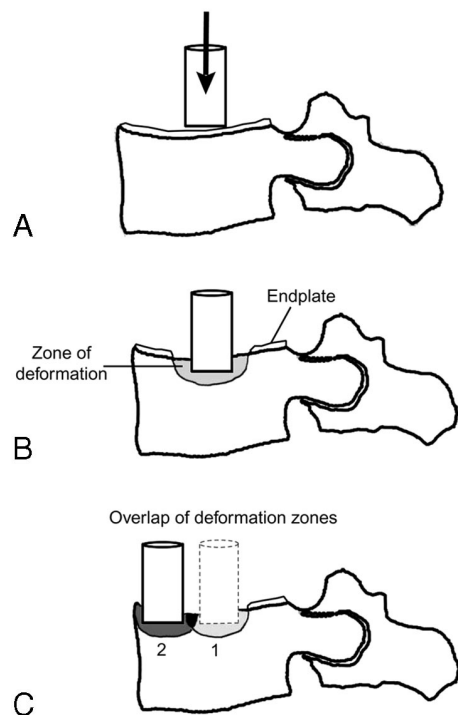 A
Endplate
Zone of
deformation
B
Overlap of deformation zones
2
1
C